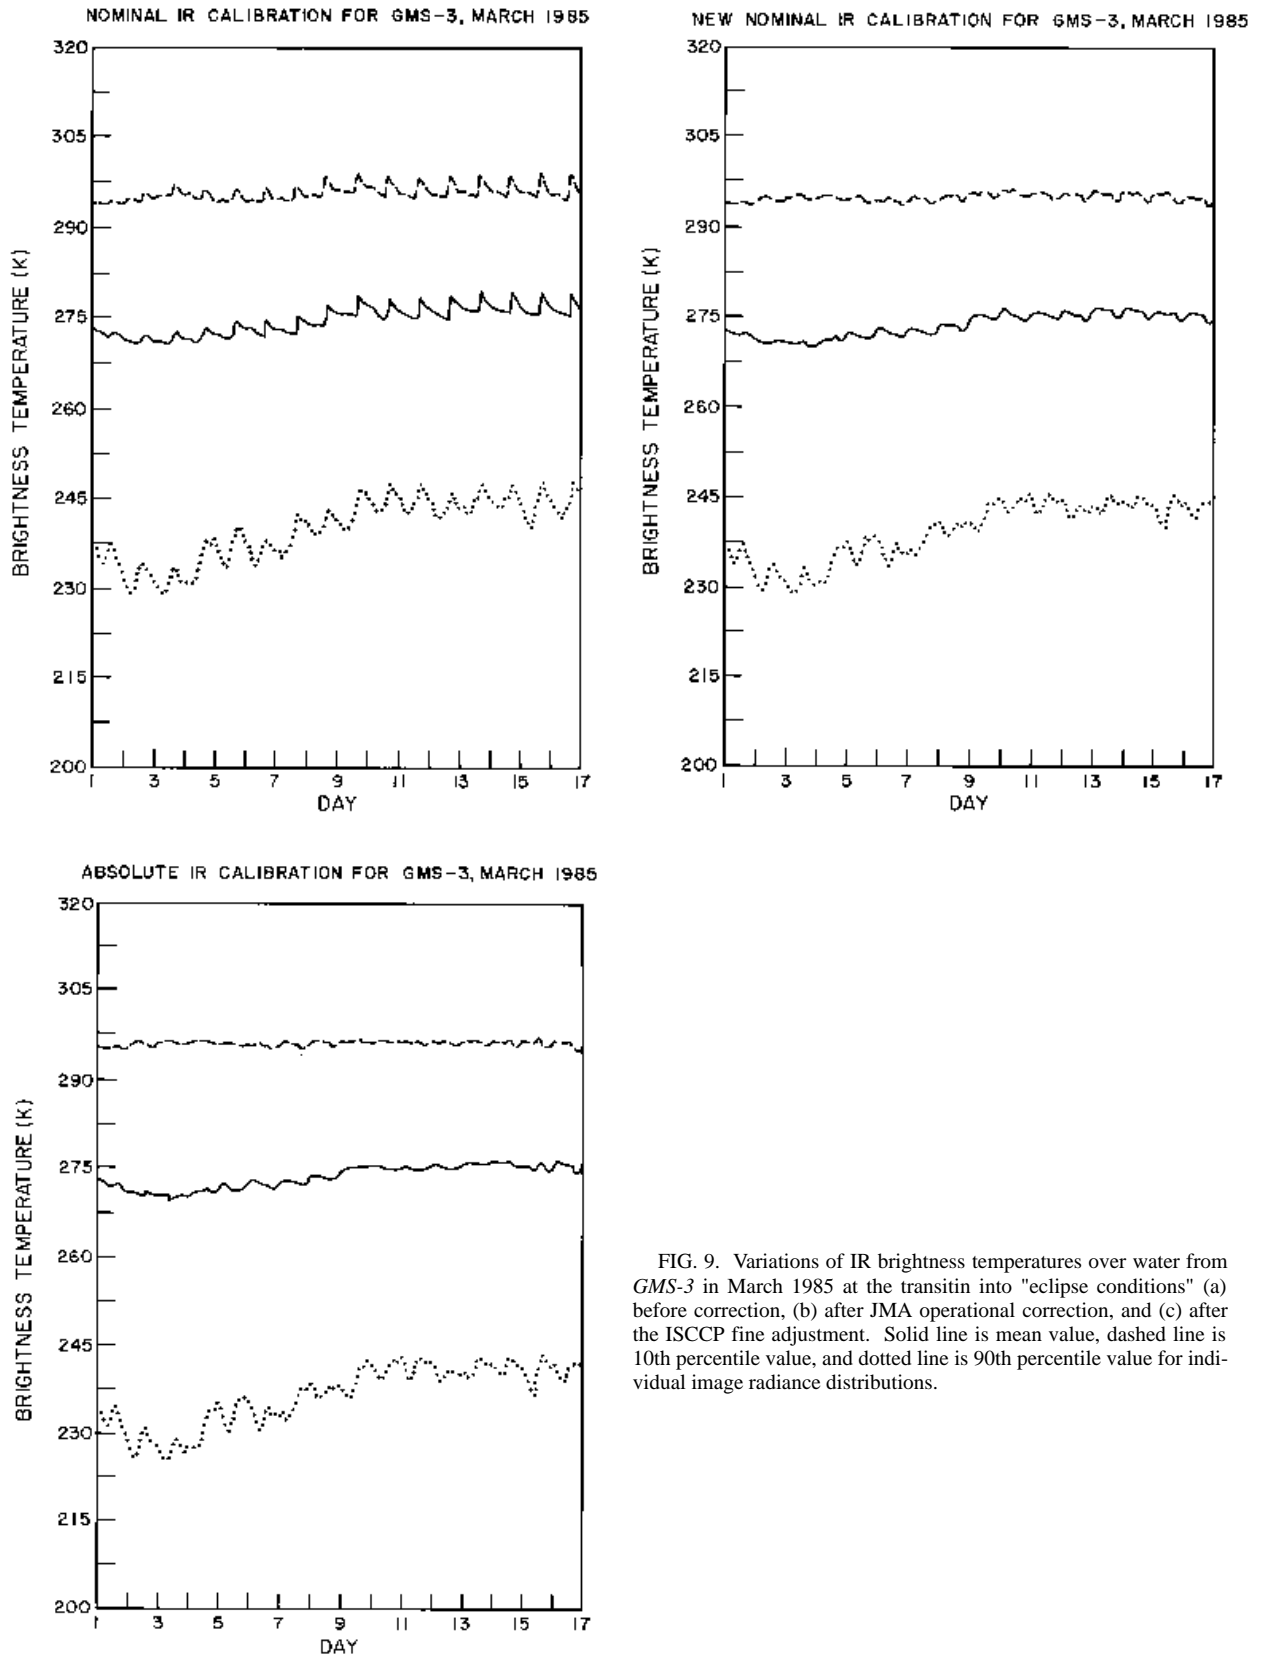 NOMINAL IR CALIBRATION FOR GMS-3, MARCH 1985
320
305
290
275
260
245
230
215
200
BRIGHTNESS TEMPERATURE (K)
1 3 5 7 9 11 13 15 17
DAY
NEW NOMINAL IR CALIBRATION FOR GMS-3, MARCH 1985
320
305
290
275
260
245
230
215
200
BRIGHTNESS TEMPERATURE (K)
1 3 5 7 9 11 13 15 17
DAY
ABSOLUTE IR CALIBRATION FOR GMS-3, MARCH 1985
320
305
290
275
260
245
230
215
200
BRIGHTNESS TEMPERATURE (K)
1 3 5 7 9 11 13 15 17
DAY
FIG. 9. Variations of IR brightness temperatures over water from
GMS-3 in March 1985 at the transitin into "eclipse conditions" (a)
before correction, (b) after JMA operational correction, and (c) after
the ISCCP fine adjustment. Solid line is mean value, dashed line is
10th percentile value, and dotted line is 90th percentile value for indi-
vidual image radiance distributions.